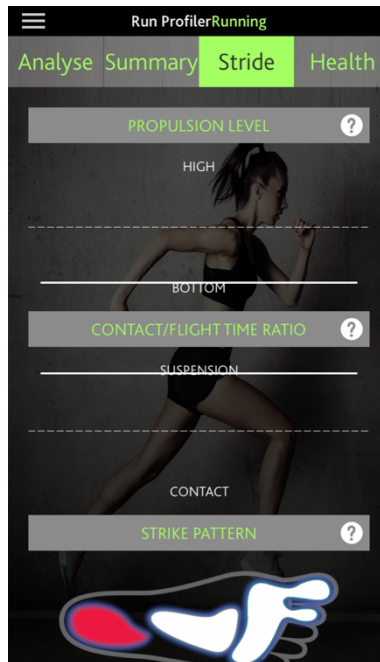 Run ProfilerRunning
Analyse Summary Stride Health
PROPULSION LEVEL ?
HIGH
BOTTOM
CONTACT/FLIGHT TIME RATIO ?
SUSPENSION
CONTACT
STRIKE PATTERN ?